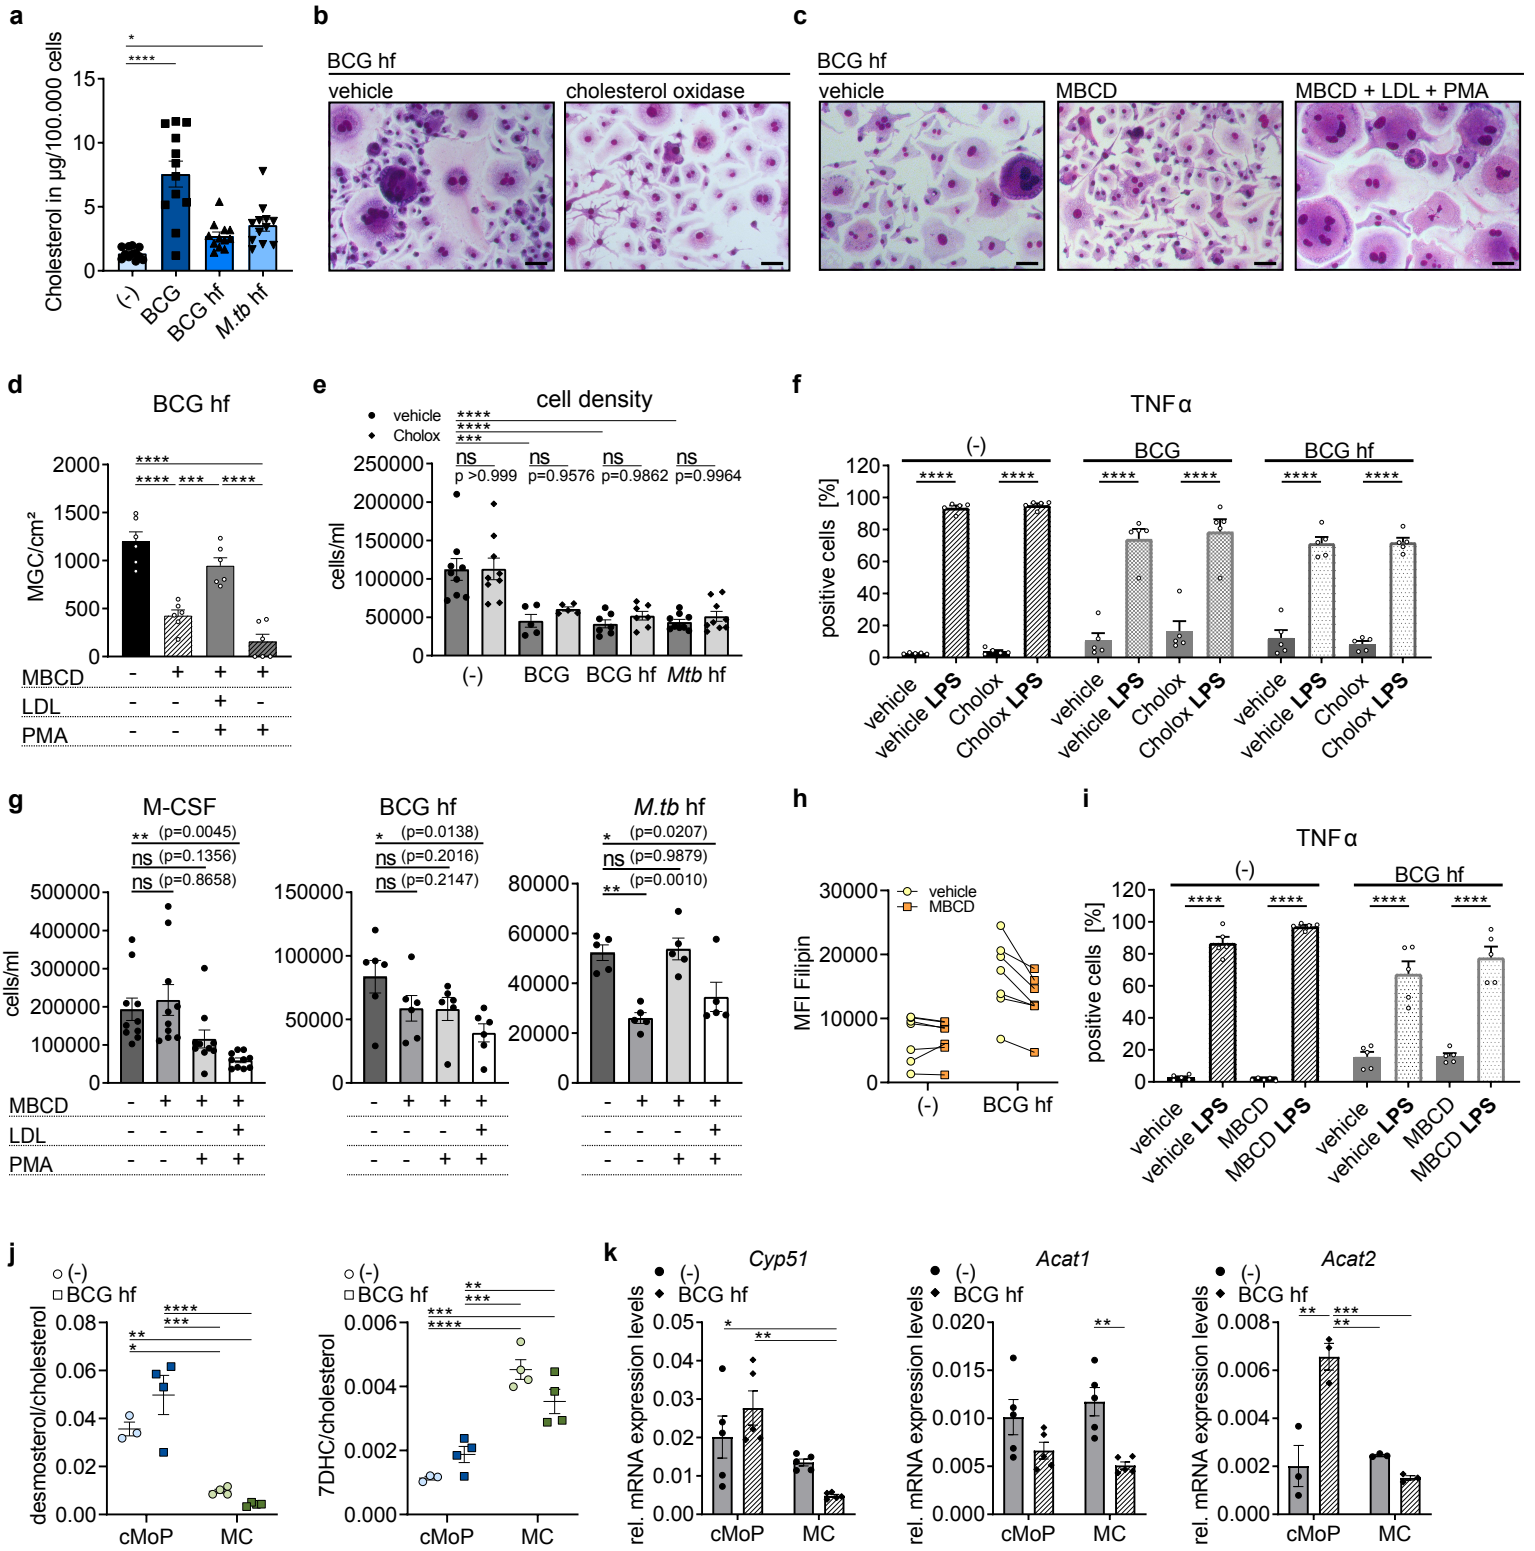 a
*
****
Cholesterol in µg/100.000 cells
15
10
5
0
(-)
BCG
BCG hf
M.tb hf
b
BCG hf
vehicle
cholesterol oxidase
c
BCG hf
vehicle
MBCD
MBCD + LDL + PMA
d
BCG hf
****
**** *** ****
MGC/cm²
2000
1500
1000
500
0
MBCD - + + +
LDL - - + -
PMA - - + +
e
cell density
vehicle
Cholox
****
****
***
ns ns ns ns
p >0.999 p=0.9576 p=0.9862 p=0.9964
cells/ml
250000
200000
150000
100000
50000
0
(-) BCG BCG hf Mtb hf
f
TNFα
(-) BCG BCG hf
**** **** **** **** **** ****
positive cells [%]
120
100
80
60
40
20
0
vehicle
vehicle LPS
Cholox
Cholox LPS
vehicle
vehicle LPS
Cholox
Cholox LPS
vehicle
vehicle LPS
Cholox
Cholox LPS
g
M-CSF
** (p=0.0045)
ns (p=0.1356)
ns (p=0.8658)
cells/ml
500000
400000
300000
200000
100000
0
MBCD - + + +
LDL - - - +
PMA - - + +
BCG hf
* (p=0.0138)
ns (p=0.2016)
ns (p=0.2147)
150000
100000
50000
0
- + + +
- - - +
- - + +
M.tb hf
* (p=0.0207)
ns (p=0.9879)
** (p=0.0010)
80000
60000
40000
20000
0
- + + +
- - - +
- - + +
h
vehicle
MBCD
MFI Filipin
30000
20000
10000
0
(-) BCG hf
i
TNFα
(-) BCG hf
**** **** **** ****
positive cells [%]
120
100
80
60
40
20
0
vehicle
vehicle LPS
MBCD
MBCD LPS
vehicle
vehicle LPS
MBCD
MBCD LPS
j
(-)
BCG hf
****
***
**
*
desmosterol/cholesterol
0.08
0.06
0.04
0.02
0.00
cMoP MC
(-)
BCG hf
**
***
***
****
7DHC/cholesterol
0.006
0.004
0.002
0.000
cMoP MC
k
Cyp51
(-)
BCG hf
*
**
rel. mRNA expression levels
0.05
0.04
0.03
0.02
0.01
0.00
cMoP MC
Acat1
(-)
BCG hf
**
rel. mRNA expression levels
0.020
0.015
0.010
0.005
0.000
cMoP MC
Acat2
(-)
BCG hf
** ***
**
rel. mRNA expression levels
0.008
0.006
0.004
0.002
0.000
cMoP MC